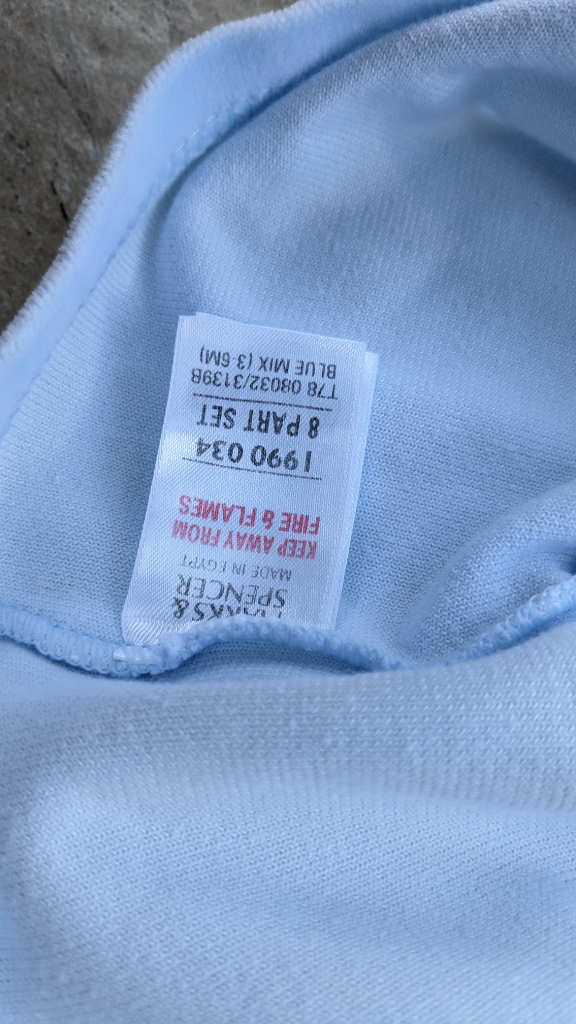 MARKS &
SPENCER
MADE IN EGYPT
KEEP AWAY FROM
FIRE & FLAMES
1990 034
8 PART SET
T78 08032/3139B
BLUE MIX (3-6M)